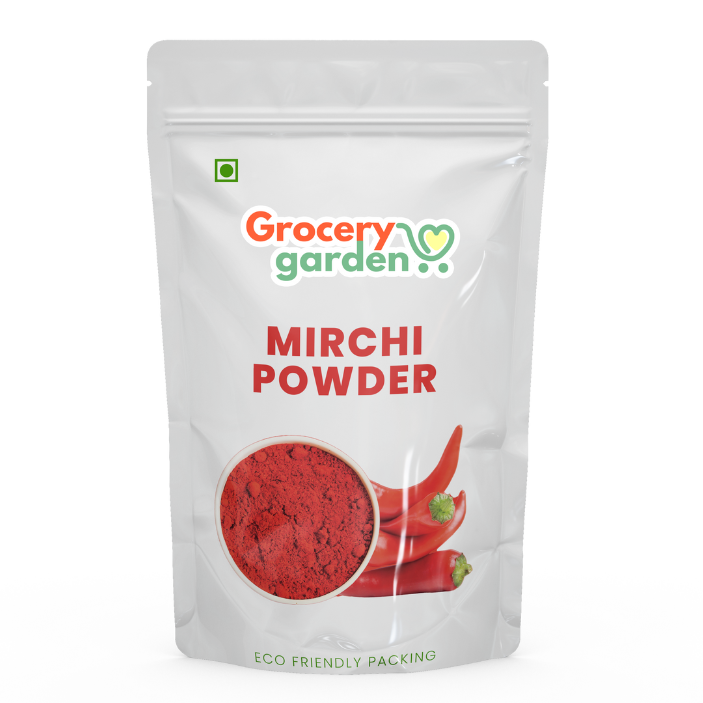 Grocery
garden
MIRCHI
POWDER
ECO FRIENDLY PACKING